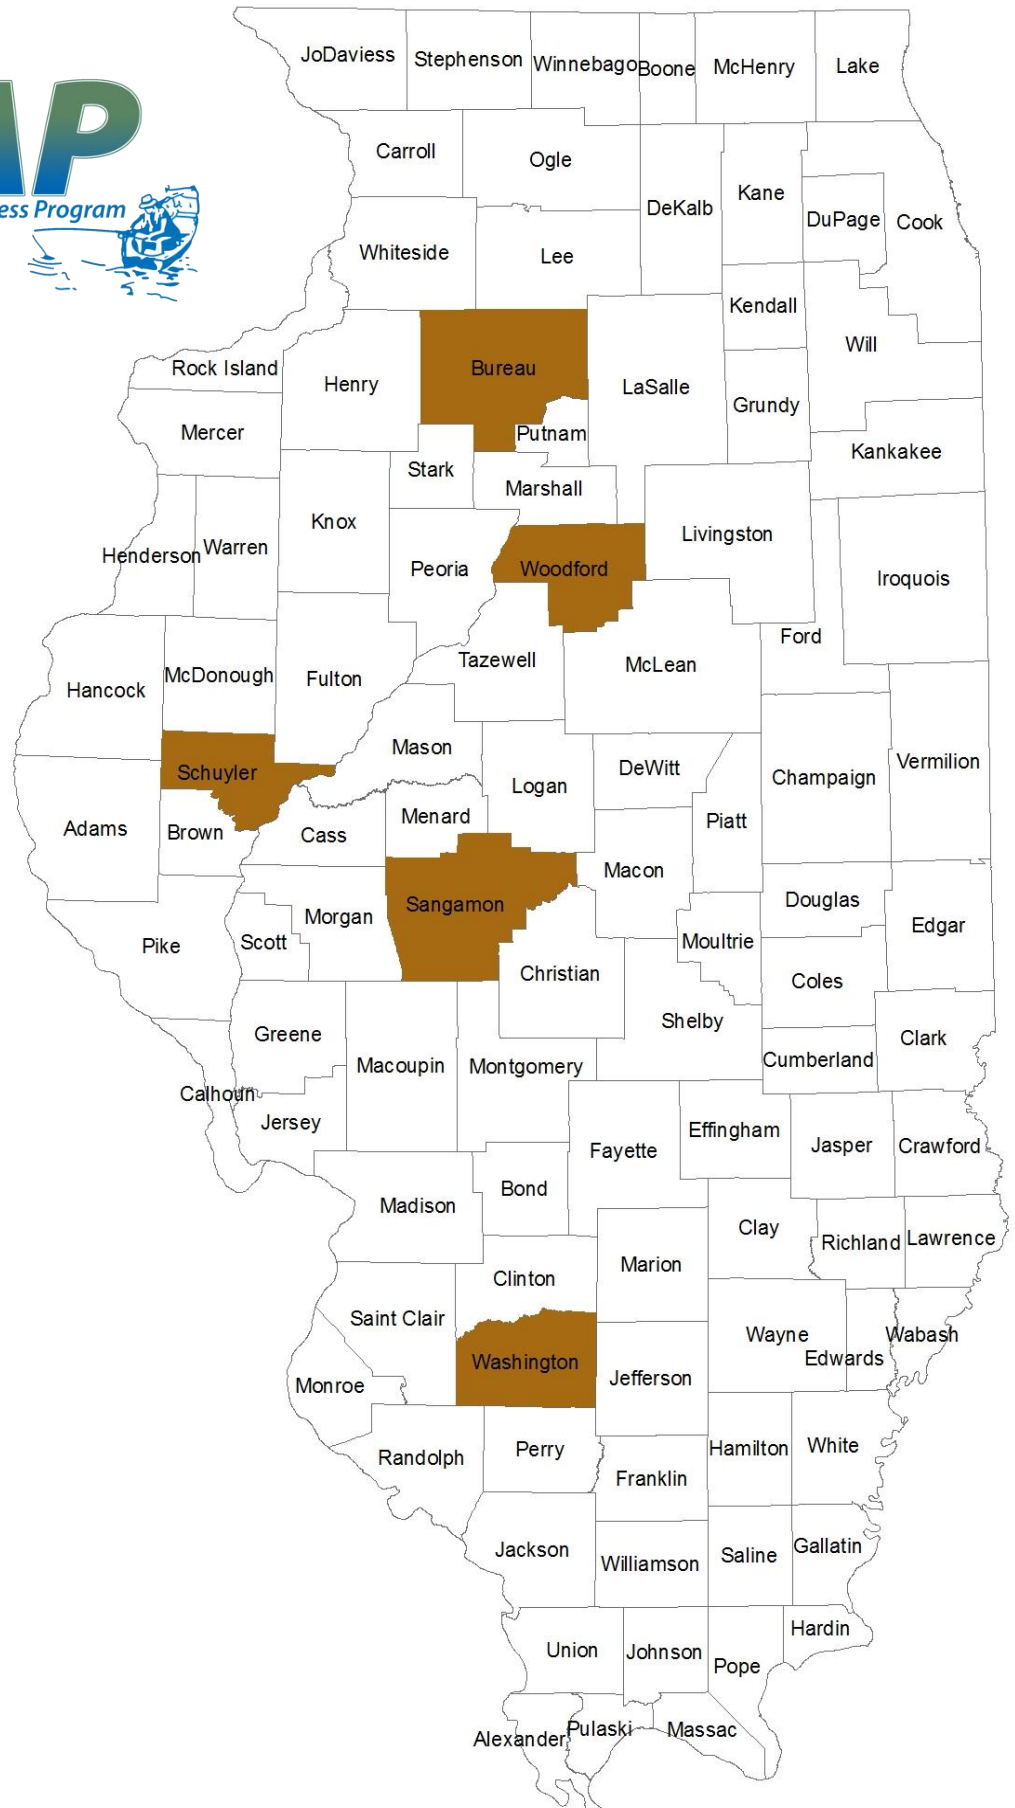 JoDaviess
Stephenson
Winnebago
Boone
McHenry
Lake
AP
ess Program
Carroll
Ogle
DeKalb
Kane
DuPage
Cook
Whiteside
Lee
Kendall
Will
Rock Island
Henry
Bureau
LaSalle
Grundy
Mercer
Putnam
Kankakee
Stark
Marshall
Knox
Livingston
Henderson
Warren
Peoria
Woodford
Iroquois
Ford
Hancock
McDonough
Fulton
Tazewell
McLean
Schuyler
Mason
Logan
DeWitt
Champaign
Vermilion
Adams
Brown
Cass
Menard
Piatt
Macon
Sangamon
Douglas
Edgar
Pike
Scott
Morgan
Christian
Moultrie
Coles
Greene
Macoupin
Montgomery
Shelby
Cumberland
Clark
Calhoun
Jersey
Fayette
Effingham
Jasper
Crawford
Madison
Bond
Clay
Richland
Lawrence
Clinton
Marion
Saint Clair
Washington
Wayne
Edwards
Wabash
Monroe
Jefferson
Randolph
Perry
Franklin
Hamilton
White
Jackson
Williamson
Saline
Gallatin
Union
Johnson
Pope
Hardin
Alexander
Pulaski
Massac